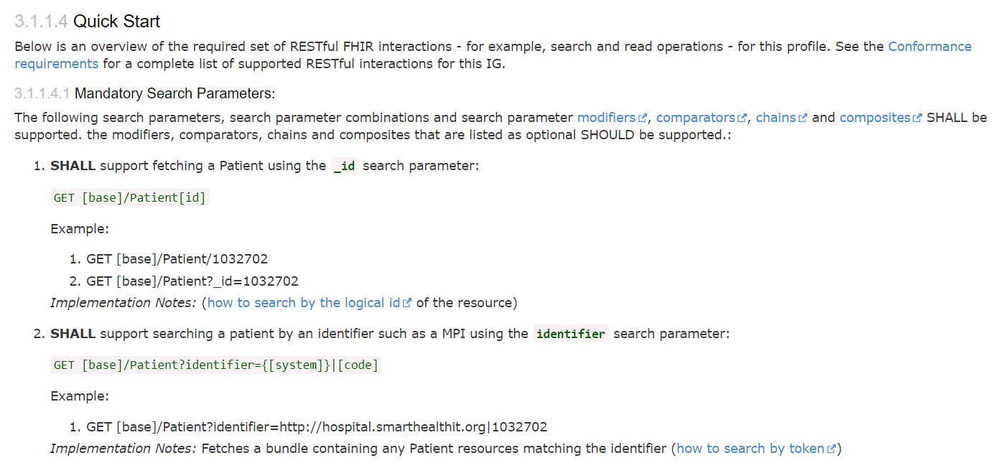 3.1.1.4 Quick Start
Below is an overview of the required set of RESTful FHIR interactions - for example, search and read operations - for this profile. See the Conformance
requirements for a complete list of supported RESTful interactions for this IG.
3.1.1.4.1 Mandatory Search Parameters:
The following search parameters, search parameter combinations and search parameter modifiers, comparators, chains and composites SHALL be
supported. the modifiers, comparators, chains and composites that are listed as optional SHOULD be supported.:
1. SHALL support fetching a Patient using the _id search parameter:
GET [base]/Patient[id]
Example:
1. GET [base]/Patient/1032702
2. GET [base]/Patient?_id=1032702
Implementation Notes: (how to search by the logical id of the resource)
2. SHALL support searching a patient by an identifier such as a MPI using the identifier search parameter:
GET [base]/Patient?identifier={[system]}|[code]
Example:
1. GET [base]/Patient?identifier=http://hospital.smarthealthit.org|1032702
Implementation Notes: Fetches a bundle containing any Patient resources matching the identifier (how to search by token)